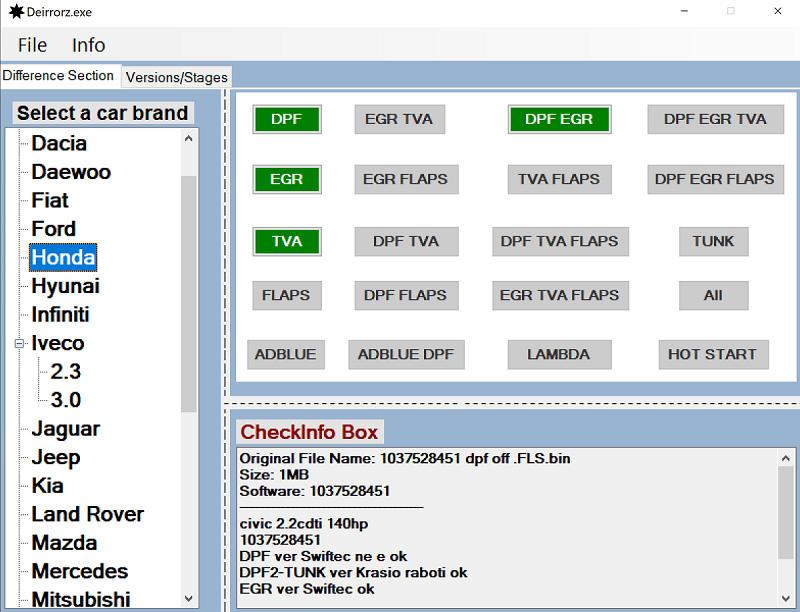 Deirrorz.exe
File Info
Difference Section Versions/Stages
Select a car brand
Dacia
Daewoo
Fiat
Ford
Honda
Hyunai
Infiniti
Iveco
2.3
3.0
Jaguar
Jeep
Kia
Land Rover
Mazda
Mercedes
Mitsubishi
DPF EGR TVA DPF EGR DPF EGR TVA
EGR EGR FLAPS TVA FLAPS DPF EGR FLAPS
TVA DPF TVA DPF TVA FLAPS TUNK
FLAPS DPF FLAPS EGR TVA FLAPS All
ADBLUE ADBLUE DPF LAMBDA HOT START
CheckInfo Box
Original File Name: 1037528451 dpf off .FLS.bin
Size: 1MB
Software: 1037528451
----------------------------------------
civic 2.2cdti 140hp
1037528451
DPF ver Swiftec ne e ok
DPF2-TUNK ver Krasio raboti ok
EGR ver Swiftec ok